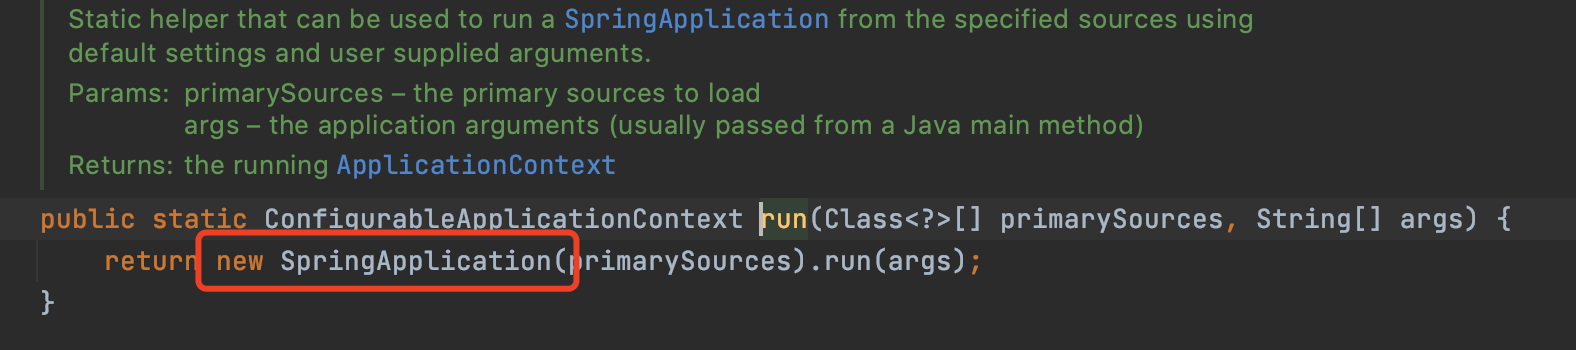 Static helper that can be used to run a SpringApplication from the specified sources using
default settings and user supplied arguments.
Params: primarySources – the primary sources to load
args – the application arguments (usually passed from a Java main method)
Returns: the running ApplicationContext
public static ConfigurableApplicationContext run(Class<?>[] primarySources, String[] args) {
return new SpringApplication(primarySources).run(args);
}